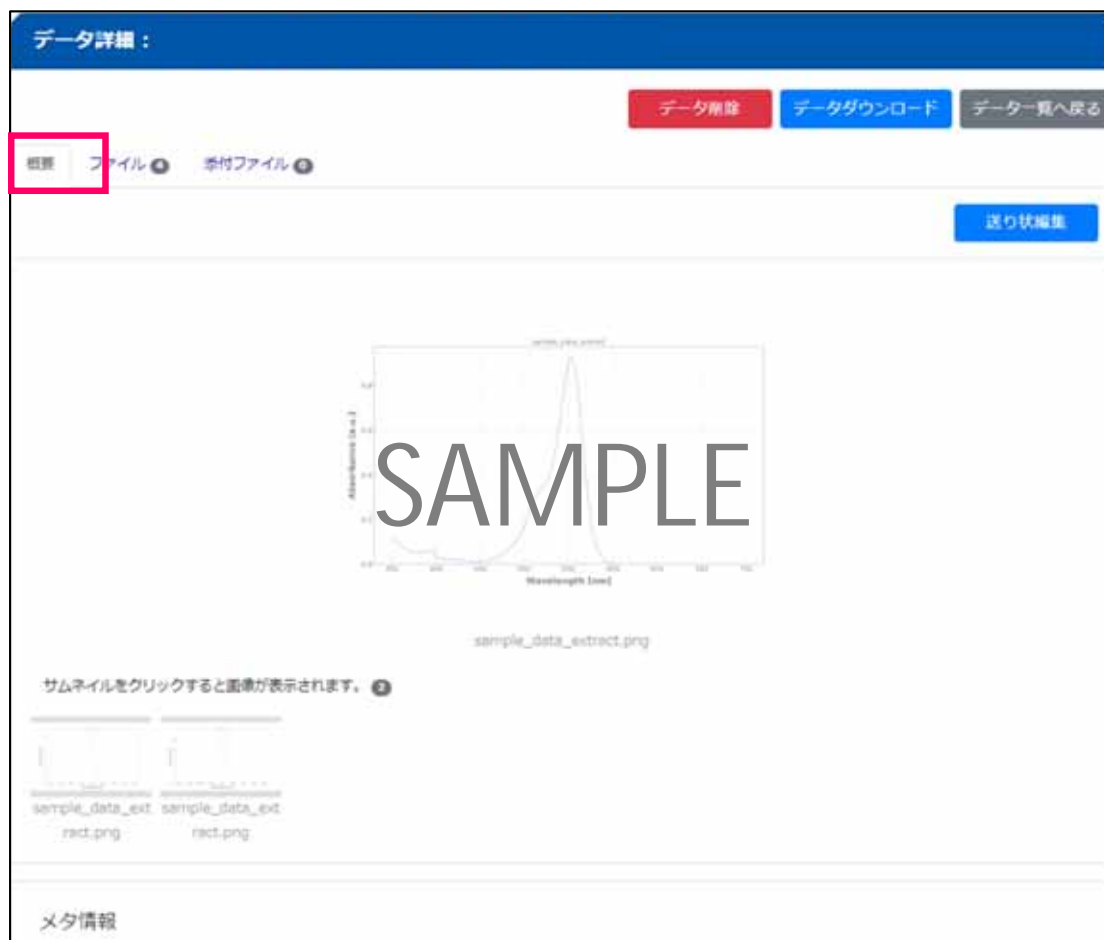 データ詳細：
データ削除 データダウンロード データ一覧へ戻る
概要 ファイル 4 添付ファイル 0
送り状編集
Absorbance [a.u.]
SAMPLE
Wavelength [nm]
sample_data_extract.png
サムネイルをクリックすると画像が表示されます。 2
sample_data_ext sample_data_ext
ract.png ract.png
メタ情報